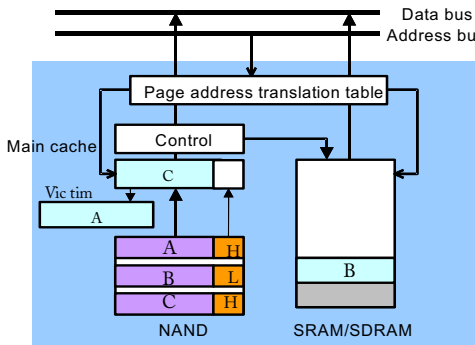 Data bus
Address bu
Page address translation table
Control
Main cache
C
Vic tim
A
A H
B L
C H
B
NAND
SRAM/SDRAM